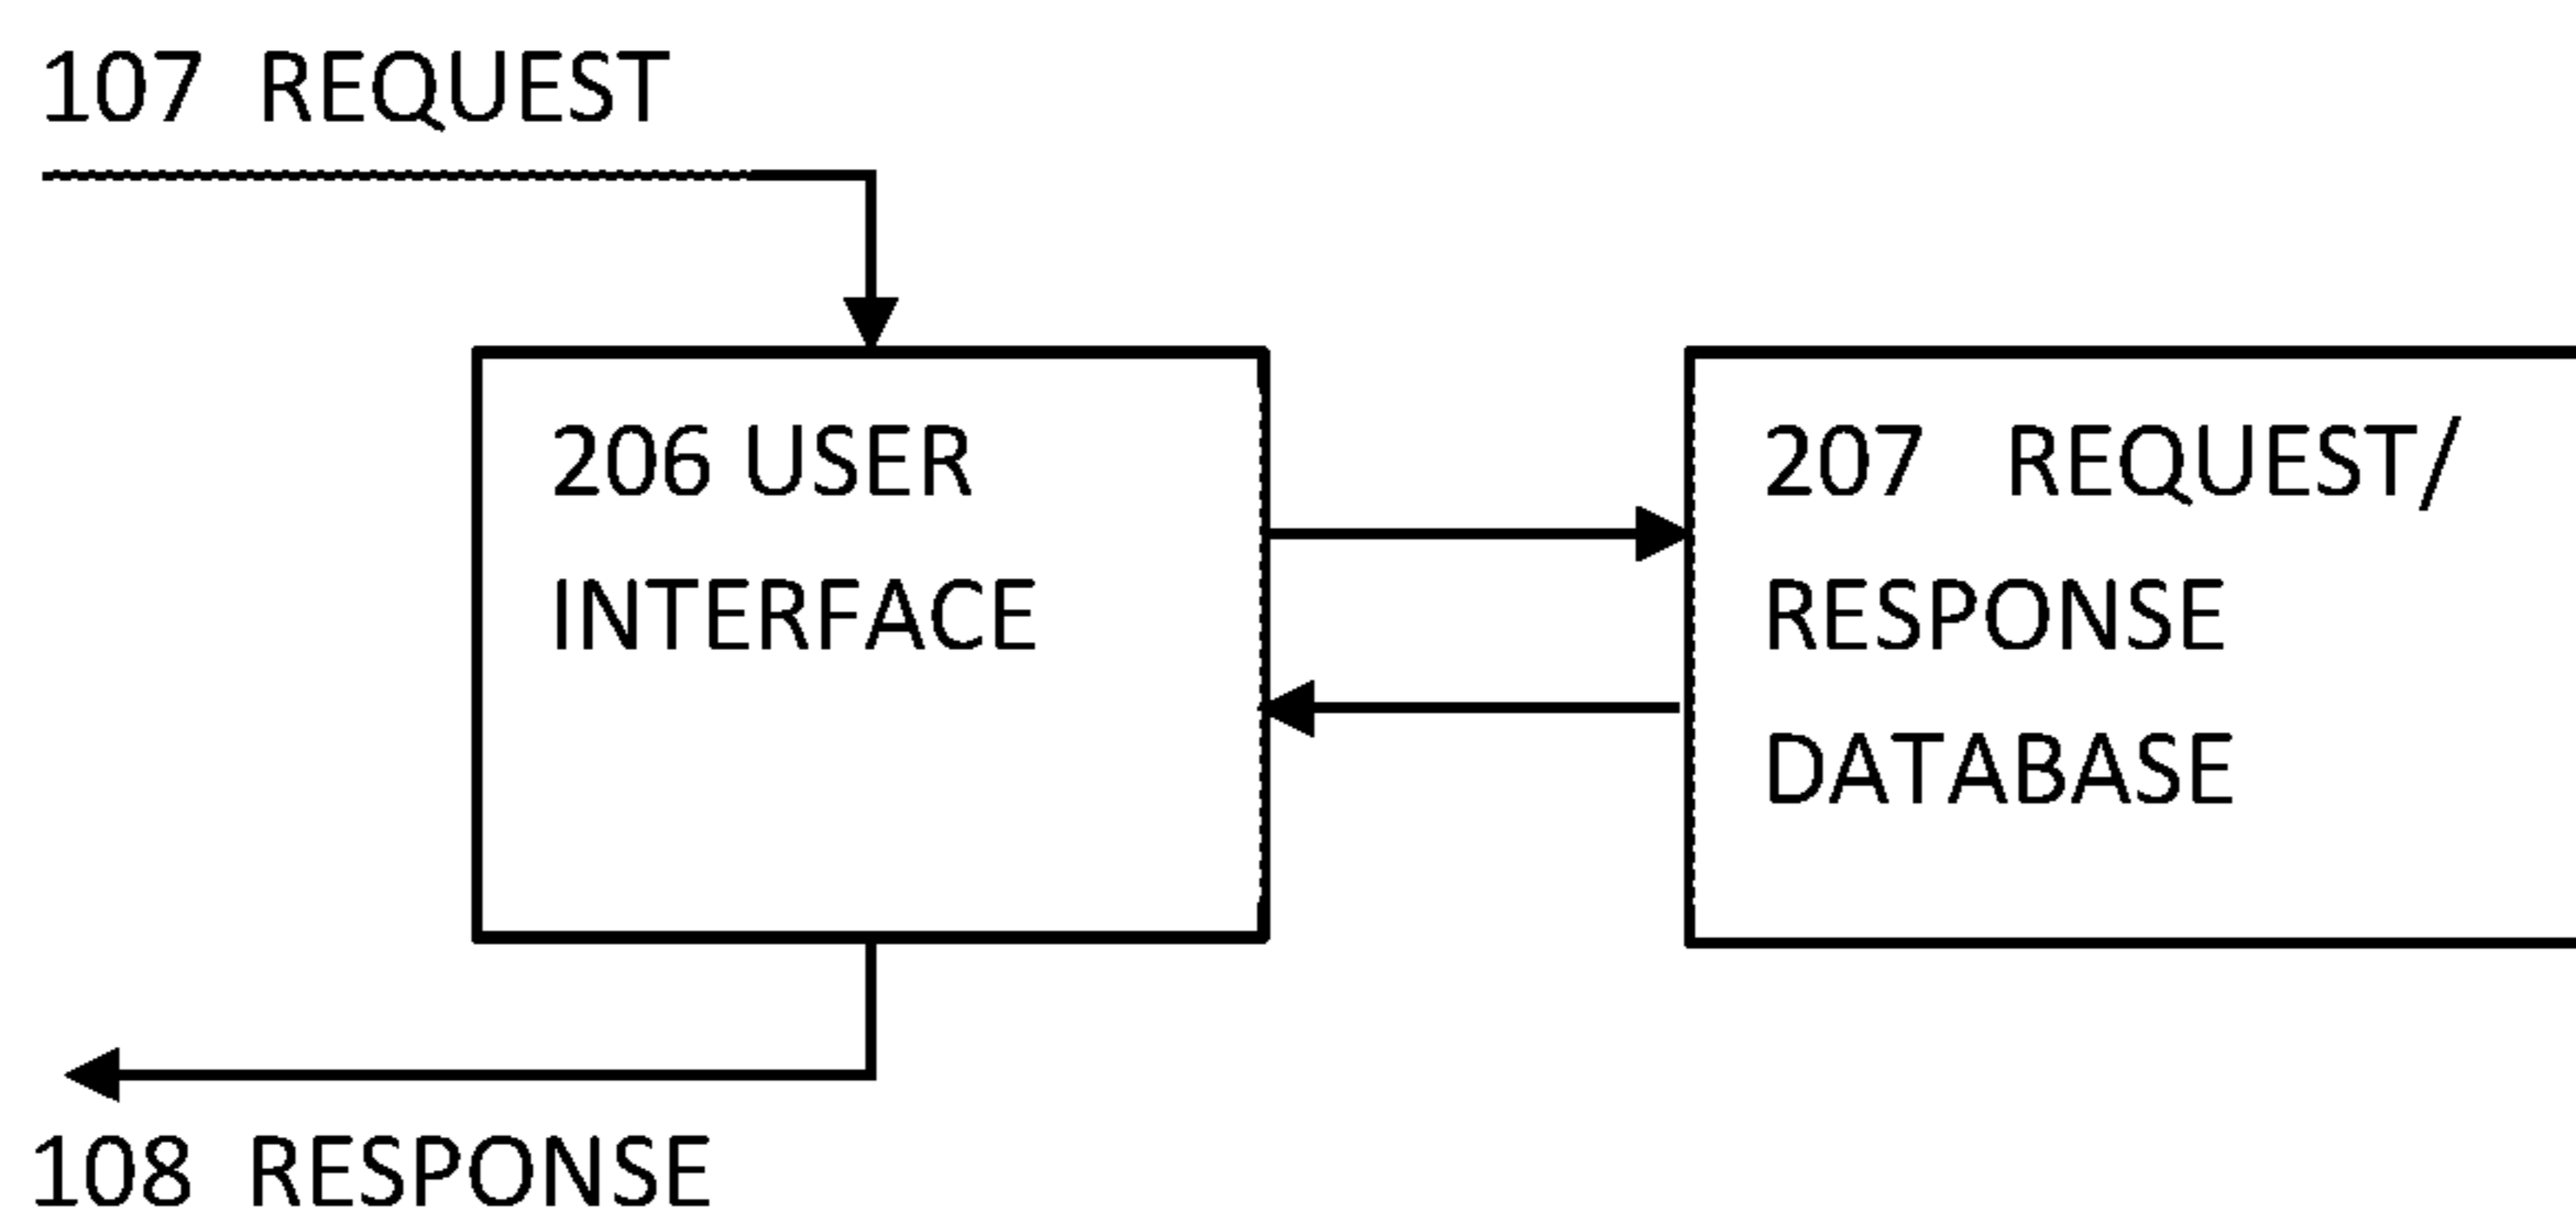 107 REQUEST
206 USER
INTERFACE
207 REQUEST/
RESPONSE
DATABASE
108 RESPONSE